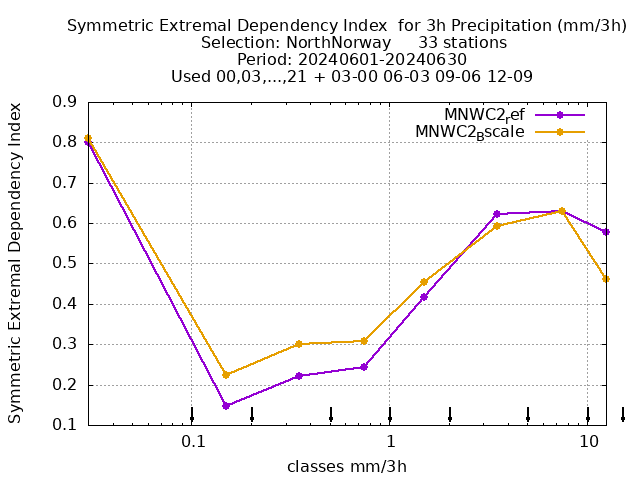 Symmetric Extremal Dependency Index  for 3h Precipitation (mm/3h)
Selection: NorthNorway     33 stations
Period: 20240601-20240630
Used 00,03,...,21 + 03-00 06-03 09-06 12-09
Symmetric Extremal Dependency Index
0.9
0.8
0.7
0.6
0.5
0.4
0.3
0.2
0.1
MNWC2ref
MNWC2Bscale
0.1 1 10
classes mm/3h